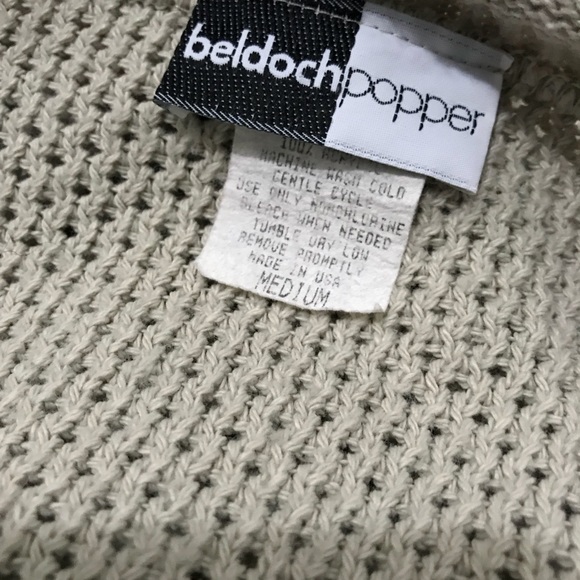 beldochpopper
100%
MACHINE WASH COLD
GENTLE CYCLE
USE ONLY NONCHLORINE
BLEACH WHEN NEEDED
TUMBLE DRY LOW
REMOVE PROMPTLY
MADE IN USA
MEDIUM